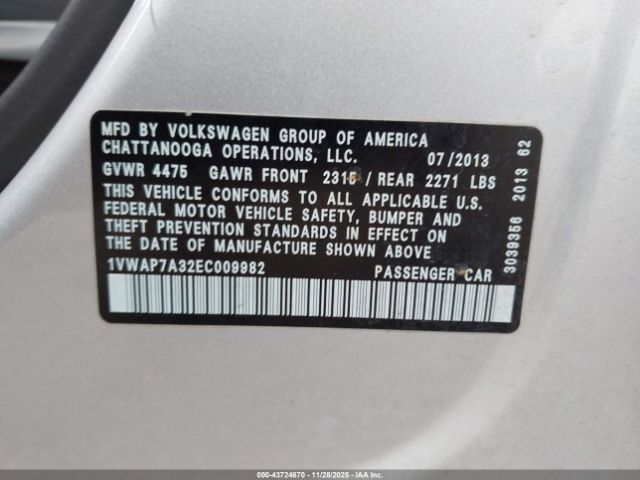 MFD BY VOLKSWAGEN GROUP OF AMERICA
CHATTANOOGA OPERATIONS, LLC. 07/2013
GVWR 4475 GAWR FRONT 2315 / REAR 2271 LBS
THIS VEHICLE CONFORMS TO ALL APPLICABLE U.S.
FEDERAL MOTOR VEHICLE SAFETY, BUMPER AND
THEFT PREVENTION STANDARDS IN EFFECT ON
THE DATE OF MANUFACTURE SHOWN ABOVE
1VWAP7A32EC009982 PASSENGER CAR
3039356 2013 62
000-43724670 | 11/28/2025 - IAAI.COM